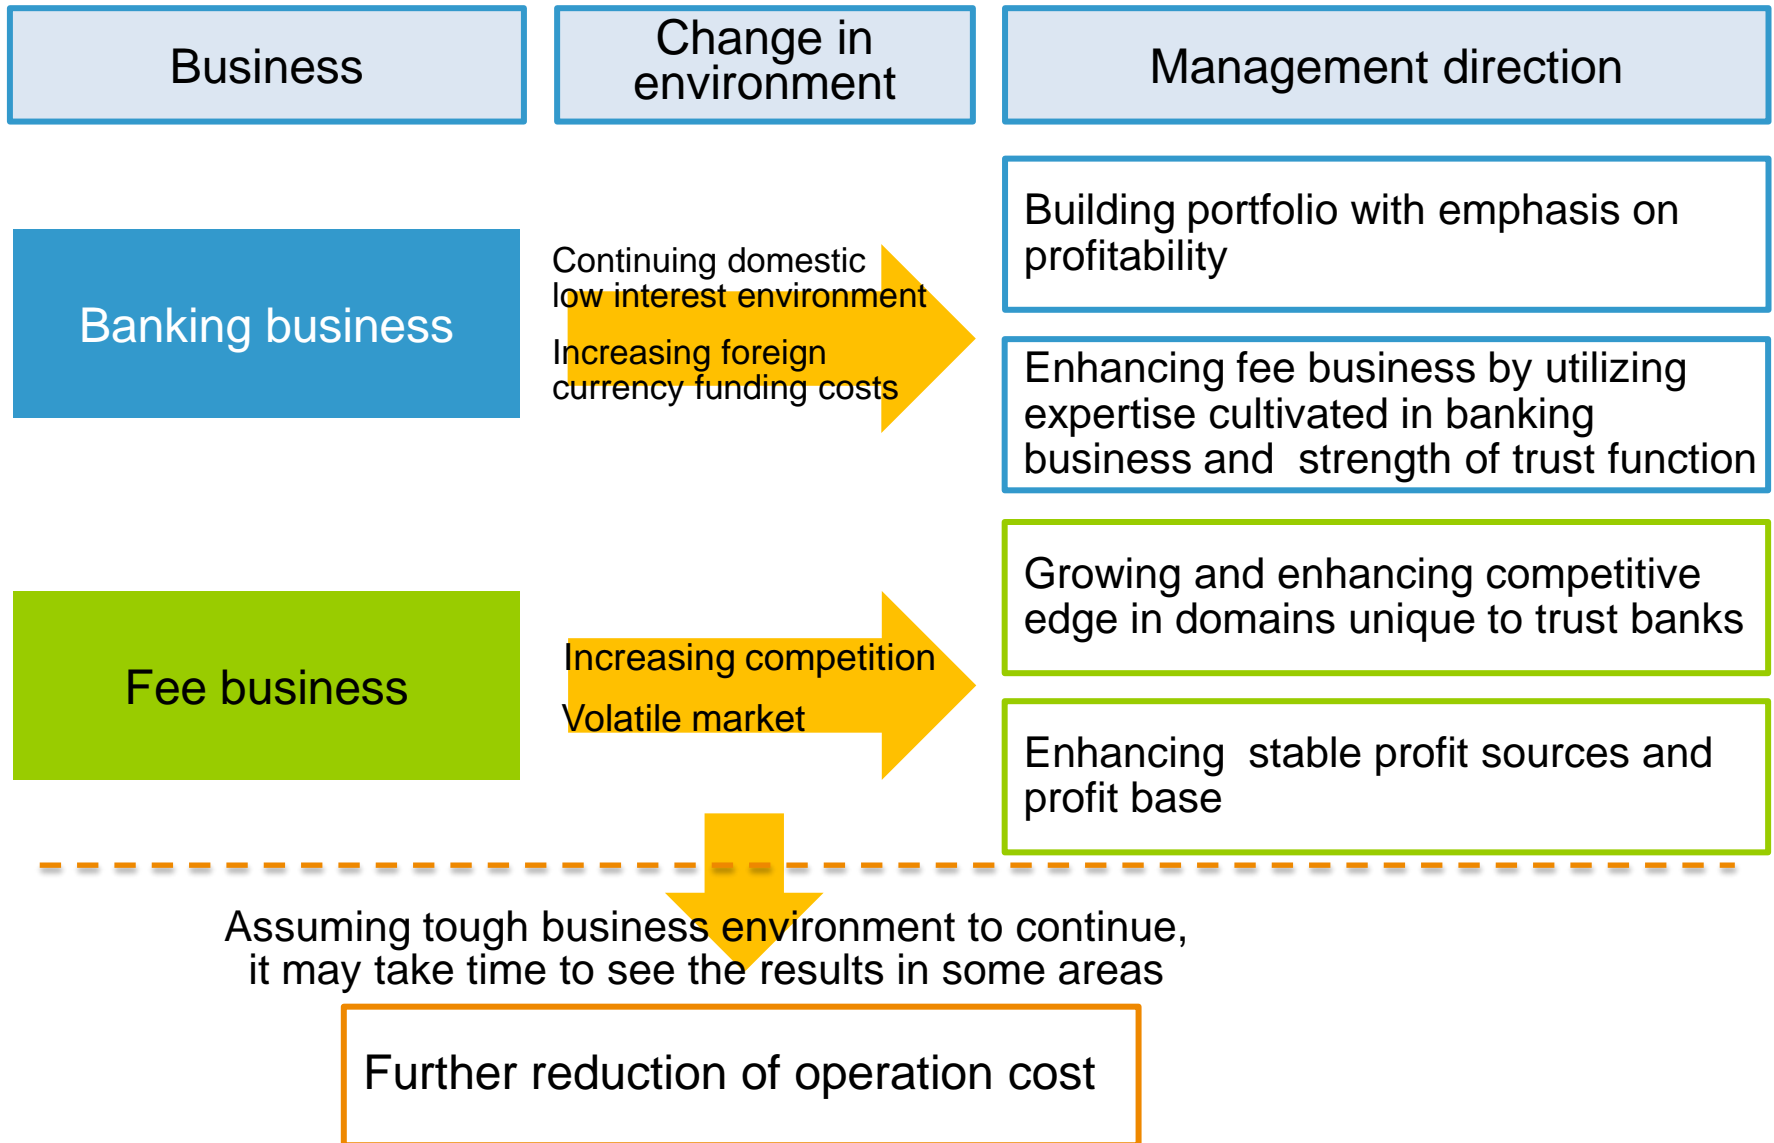 Business
Change in
environment
Management direction
Banking business
Continuing domestic
low interest environment
Increasing foreign
currency funding costs
Building portfolio with emphasis on
profitability
Enhancing fee business by utilizing
expertise cultivated in banking
business and  strength of trust function
Fee business
Increasing competition
Volatile market
Growing and enhancing competitive
edge in domains unique to trust banks
Enhancing  stable profit sources and
profit base
Assuming tough business environment to continue,
it may take time to see the results in some areas
Further reduction of operation cost